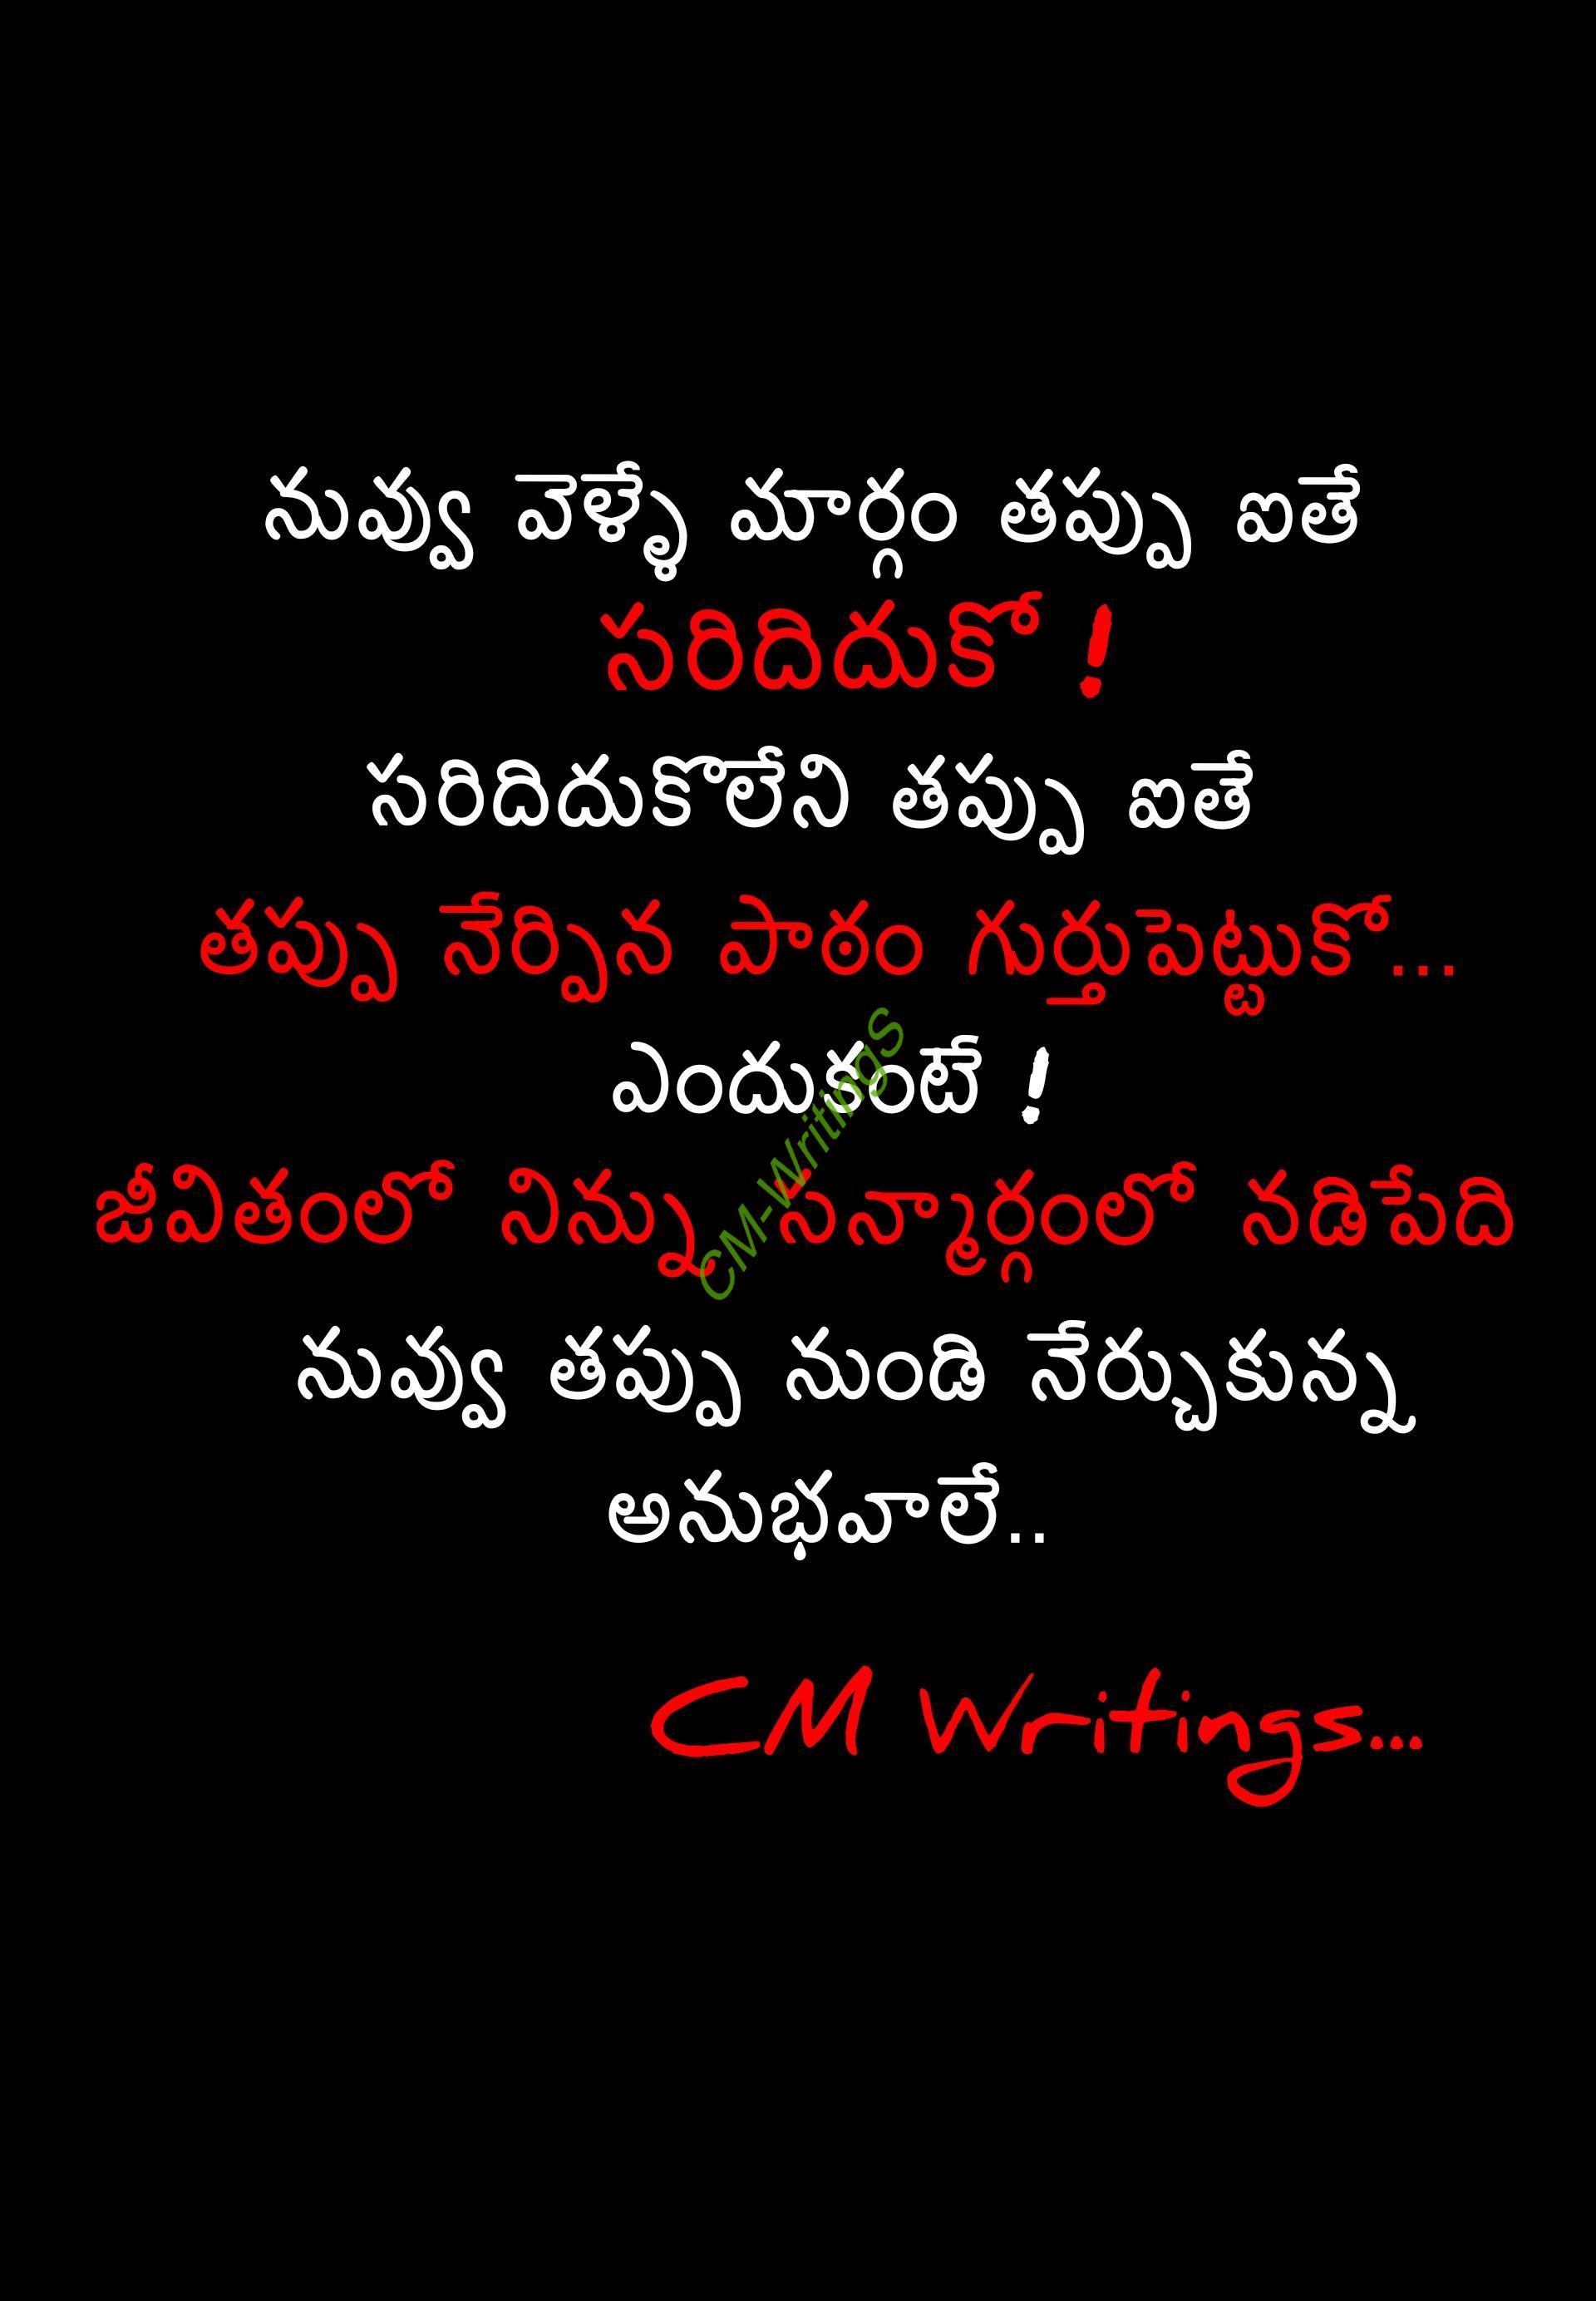 నువ్వు వెళ్ళే మార్గం తప్పు ఐతే
సరిదిదుకో !
సరిడిదుకొలేని తప్పు ఐతే
తప్పు నేర్పిన పాఠం గుర్తుపెట్టుకో...
ఎందుకంటే !
జీవితంలో నిన్ను సన్మార్గంలో నడిపేది
నువ్వు తప్పు నుండి నేర్చుకున్న
అనుభవాలే..
CM-Writings
CM Writings...